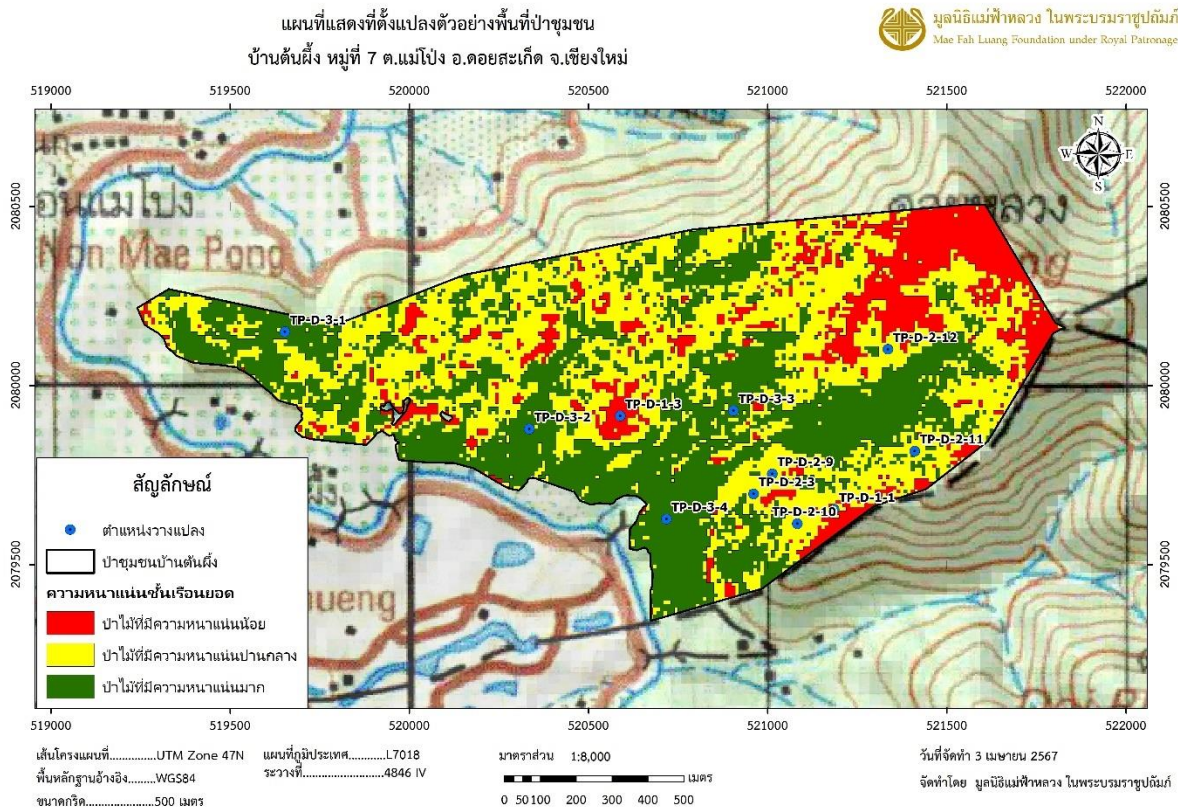 แผนที่แสดงที่ตั้งแปลงตัวอย่างพื้นที่ป่าชุมชน
บ้านต้นผึ้ง หมู่ที่ 7 ต.แม่โป่ง อ.ดอยสะเก็ด จ.เชียงใหม่
มูลนิธิแม่ฟ้าหลวง ในพระบรมราชูปถัมภ์
Mae Fah Luang Foundation under Royal Patronage
519000 519500 520000 520500 521000 521500 522000
N
W E
S
2080500 2080500
แม่โป่ง
Non Mae Pong
TP-D-3-1
TP-D-2-12
2080000 2080000
TP-D-1-3
TP-D-3-3
TP-D-3-2
TP-D-2-11
TP-D-2-9
TP-D-2-3
TP-D-1-1
TP-D-3-4
TP-D-2-10
2079500 2079500
สัญลักษณ์
ตำแหน่งวางแปลง
ป่าชุมชนบ้านต้นผึ้ง
ความหนาแน่นชั้นเรือนยอด
ป่าไม้ที่มีความหนาแน่นน้อย
ป่าไม้ที่มีความหนาแน่นปานกลาง
ป่าไม้ที่มีความหนาแน่นมาก
519000 519500 520000 520500 521000 521500 522000
เส้นโครงแผนที่...............UTM Zone 47N
พื้นหลักฐานอ้างอิง..........WGS84
ขนาดกริด......................500 เมตร
แผนที่ภูมิประเทศ...........L7018
ระวางที่.......................4846 IV
มาตราส่วน 1:8,000
เมตร
0 50 100 200 300 400 500
วันที่จัดทำ 3 เมษายน 2567
จัดทำโดย มูลนิธิแม่ฟ้าหลวง ในพระบรมราชูปถัมภ์